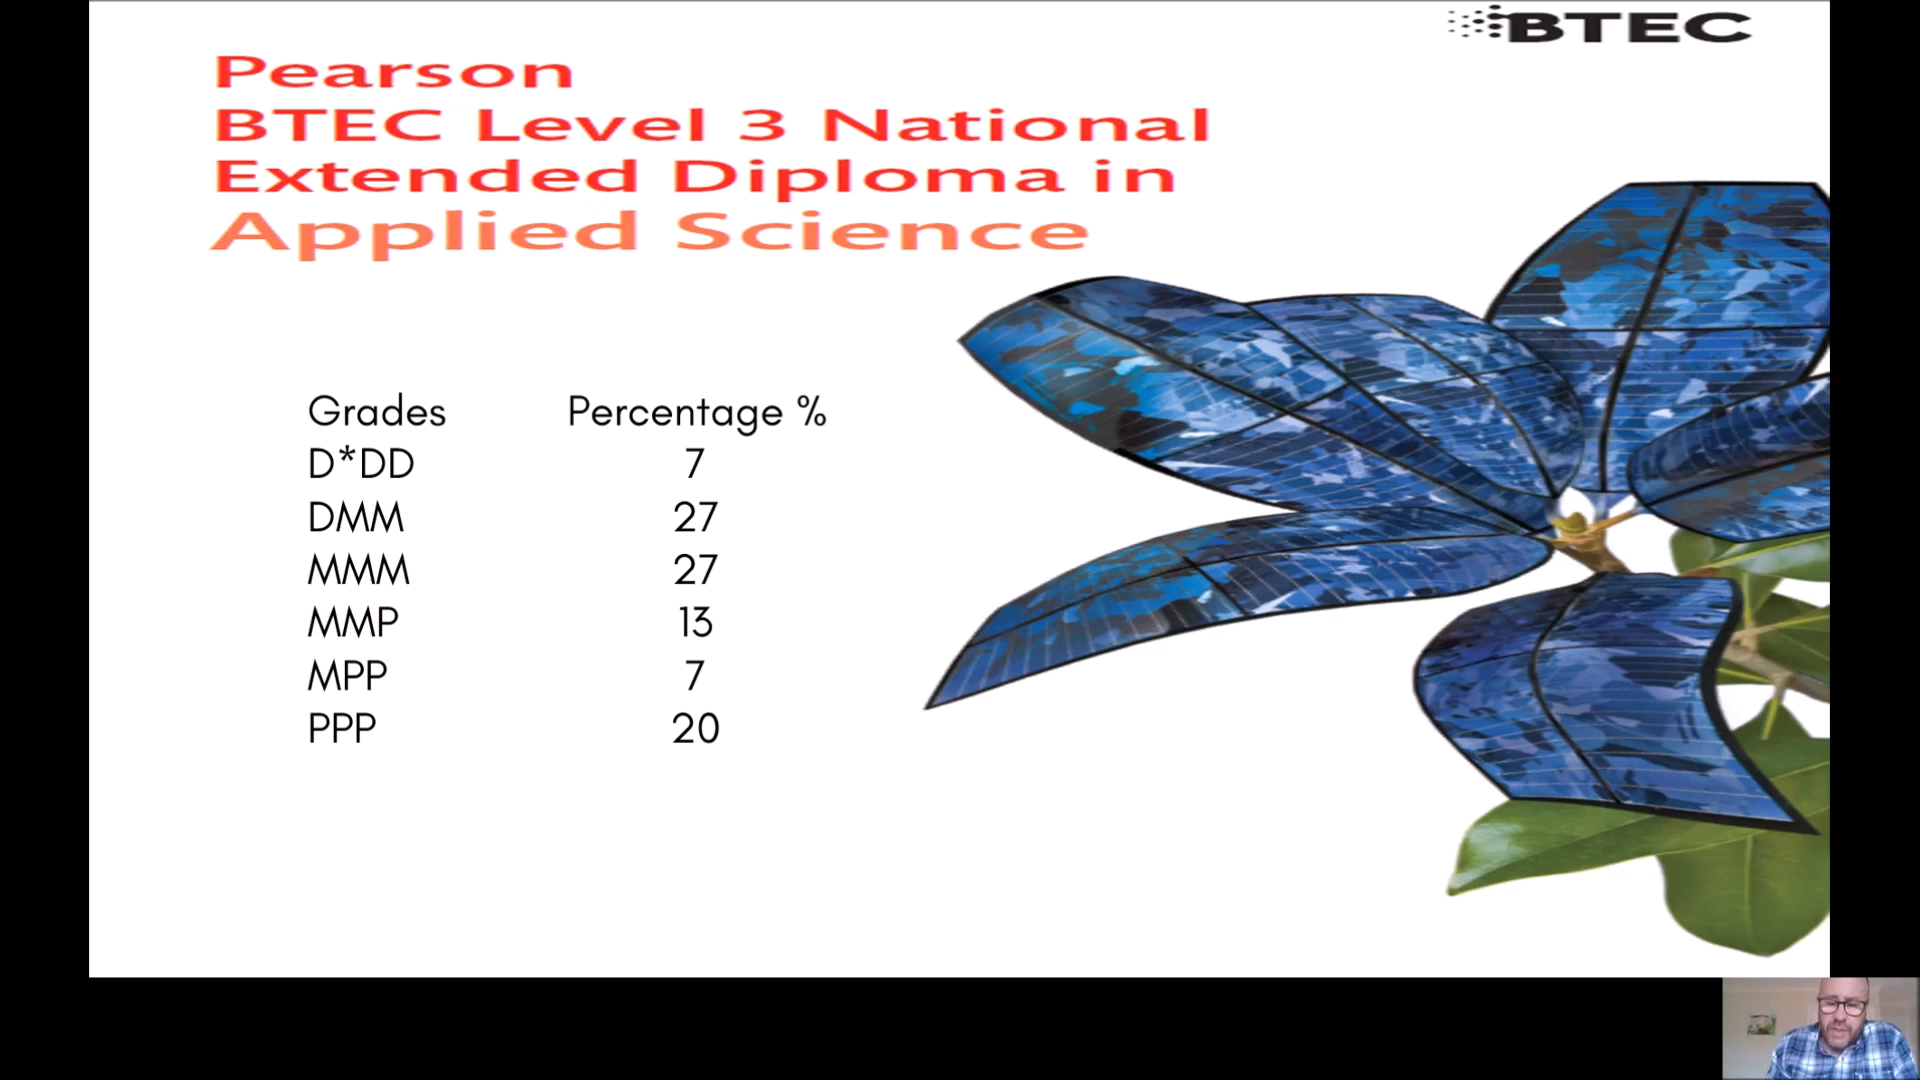 BTEC
Pearson
BTEC Level 3 National
Extended Diploma in
Applied Science
Grades Percentage %
D*DD 7
DMM 27
MMM 27
MMP 13
MPP 7
PPP 20